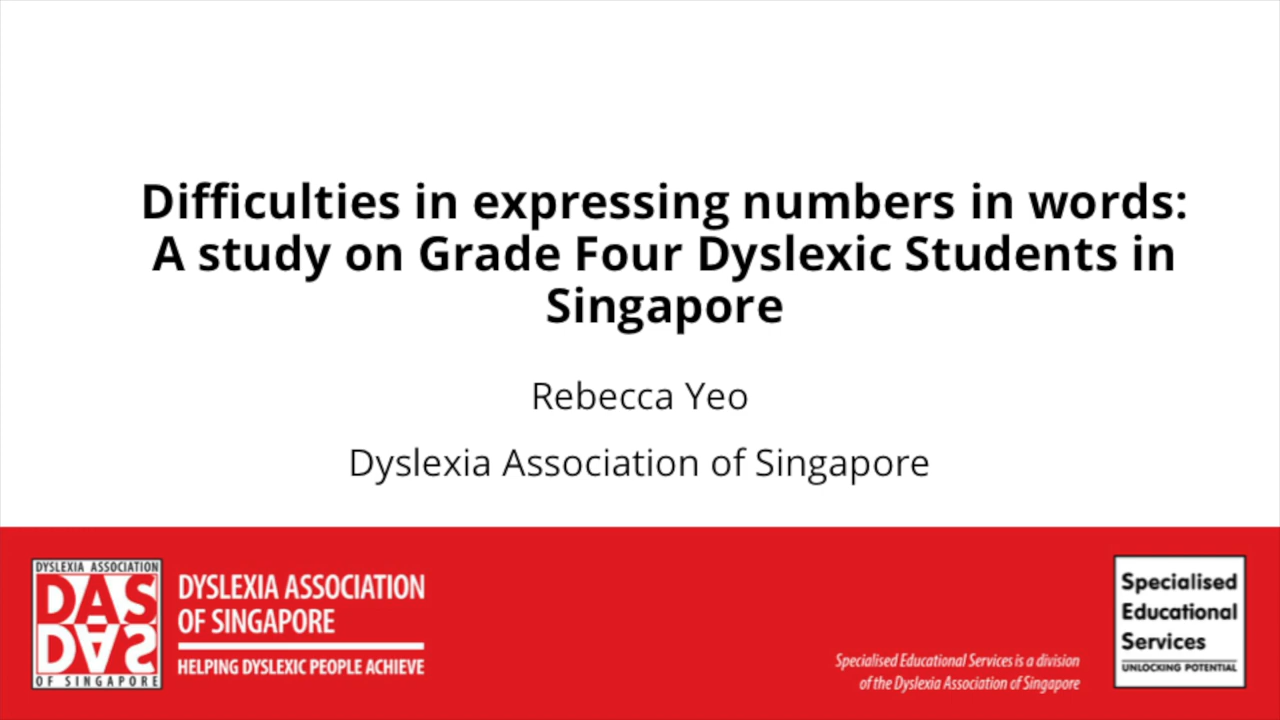 Difficulties in expressing numbers in words:
A study on Grade Four Dyslexic Students in
Singapore
Rebecca Yeo
Dyslexia Association of Singapore
DYSLEXIA ASSOCIATION
DAS
DAS
OF SINGAPORE
DYSLEXIA ASSOCIATION
OF SINGAPORE
HELPING DYSLEXIC PEOPLE ACHIEVE
Specialised Educational Services is a division
of the Dyslexia Association of Singapore
Specialised
Educational
Services
UNLOCKING POTENTIAL